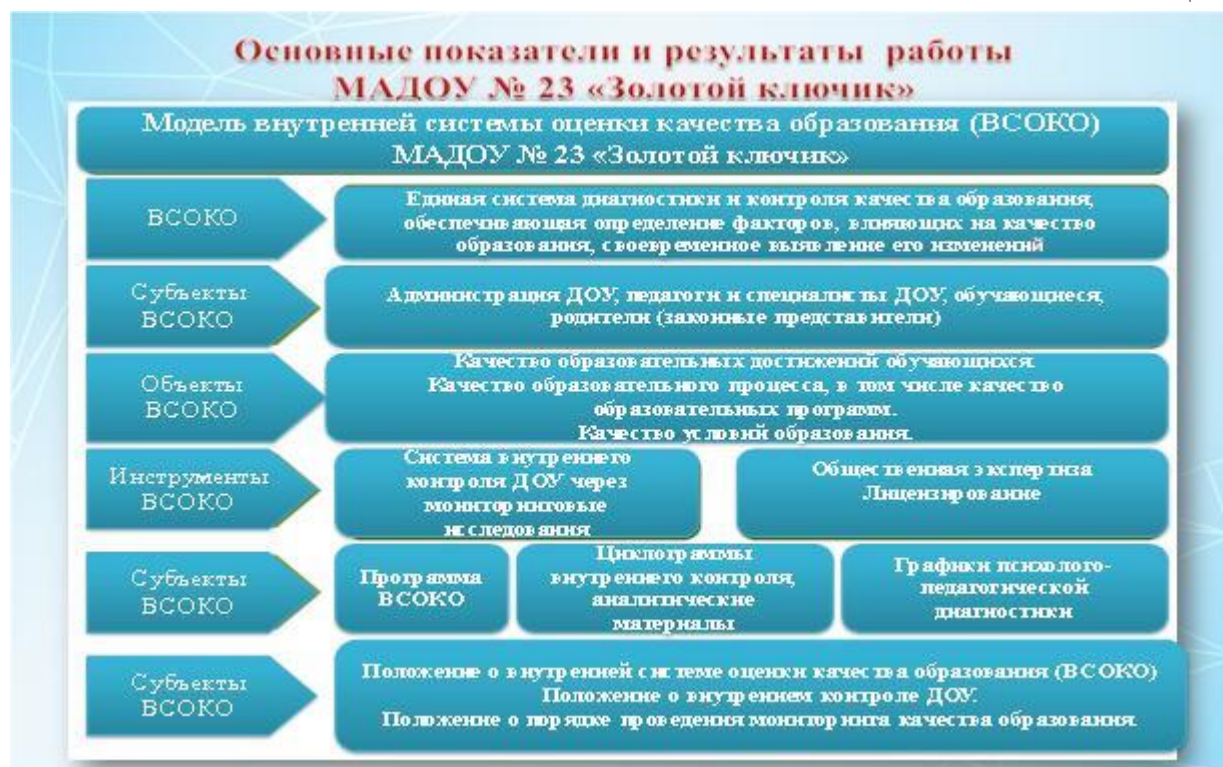 Основные показатели и результаты работы
МАДОУ № 23 «Золотой ключик»
Модель внутренней системы оценки качества образования (ВСОКО)
МАДОУ № 23 «Золотой ключик»
ВСОКО
Единая система диагностики и контроля качества образования,
обеспечивающая определение факторов, влияющих на качество
образования, своевременное выявление его изменений
Субъекты
ВСОКО
Администрация ДОУ, педагоги и специалисты ДОУ, обучающиеся,
родители (законные представители)
Объекты
ВСОКО
Качество образовательных достижений обучающихся.
Качество образовательного процесса, в том числе качество
образовательных программ.
Качество условий образования.
Инструменты
ВСОКО
Система внутреннего
контроля ДОУ через
мониторинговые
исследования
Общественная экспертиза
Лицензирование
Субъекты
ВСОКО
Программа
ВСОКО
Циклограммы
внутреннего контроля,
аналитические
материалы
Графики психолого-
педагогической
диагностики
Субъекты
ВСОКО
Положение о внутренней системе оценки качества образования (ВСОКО)
Положение о внутреннем контроле ДОУ.
Положение о порядке проведения мониторинга качества образования.